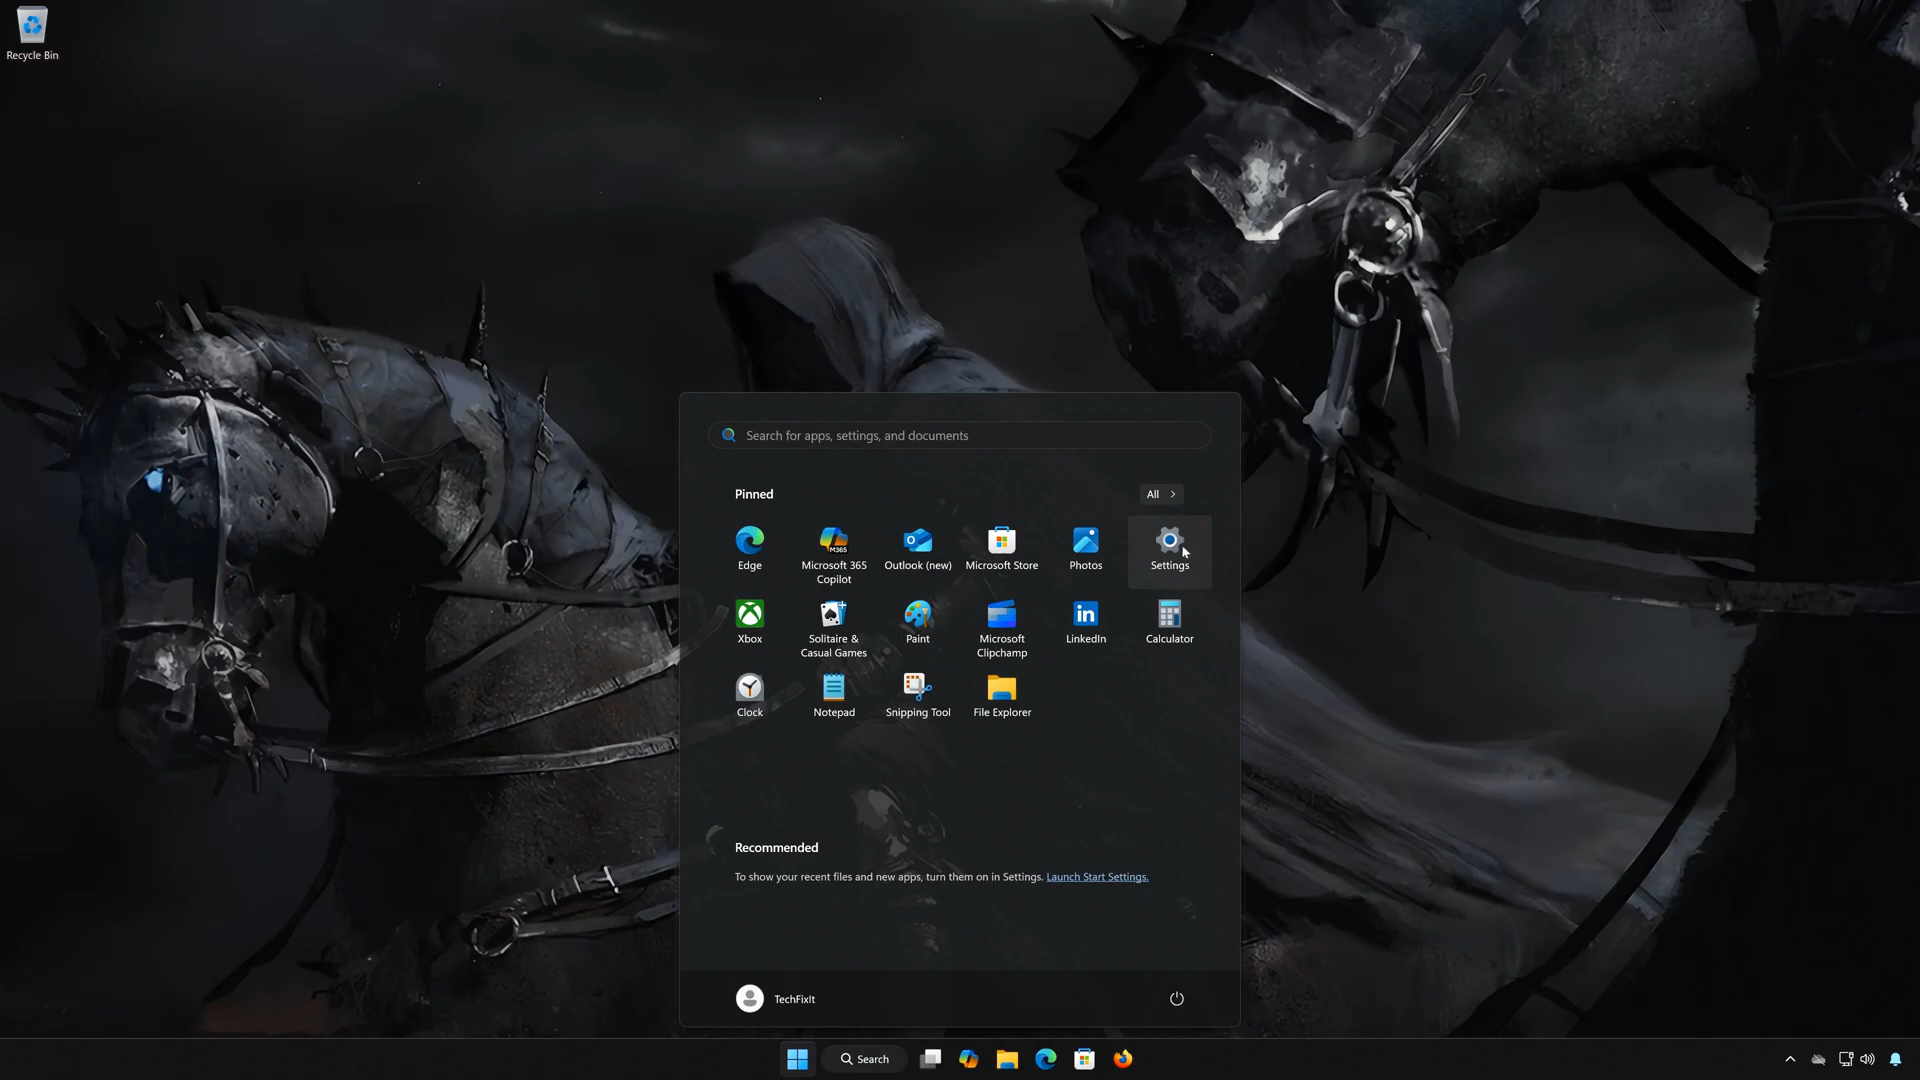 Recycle Bin
Search for apps, settings, and documents
Pinned
All
Edge
Microsoft 365
Copilot
M365
Outlook (new)
Microsoft Store
Photos
Settings
Xbox
Solitaire &
Casual Games
Paint
Microsoft
Clipchamp
in
LinkedIn
Calculator
Clock
Notepad
Snipping Tool
File Explorer
Recommended
To show your recent files and new apps, turn them on in Settings. Launch Start Settings.
TechFixIt
Search